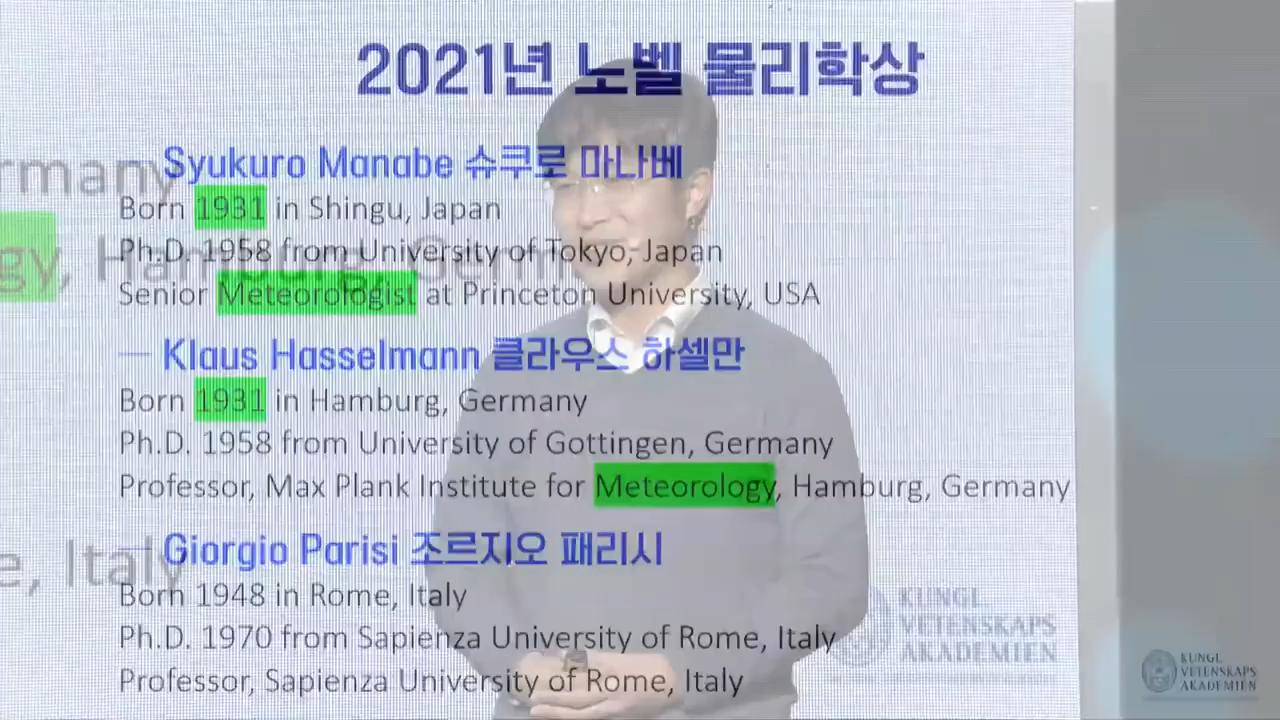 2021년 노벨 물리학상
Syukuro Manabe 슈쿠로 마나베
Born 1931 in Shingu, Japan
Ph.D. 1958 from University of Tokyo, Japan
Senior Meteorologist at Princeton University, USA
— Klaus Hasselmann 클라우스 하셀만
Born 1931 in Hamburg, Germany
Ph.D. 1958 from University of Gottingen, Germany
Professor, Max Plank Institute for Meteorology, Hamburg, Germany
— Giorgio Parisi 조르지오 패리시
Born 1948 in Rome, Italy
Ph.D. 1970 from Sapienza University of Rome, Italy
Professor, Sapienza University of Rome, Italy
rmany
gy, Hamburg, Germ
e, Italy
KUNGL.
VETENSKAPS
AKADEMIEN
KUNGL.
VETENSKAPS
AKADEMIEN